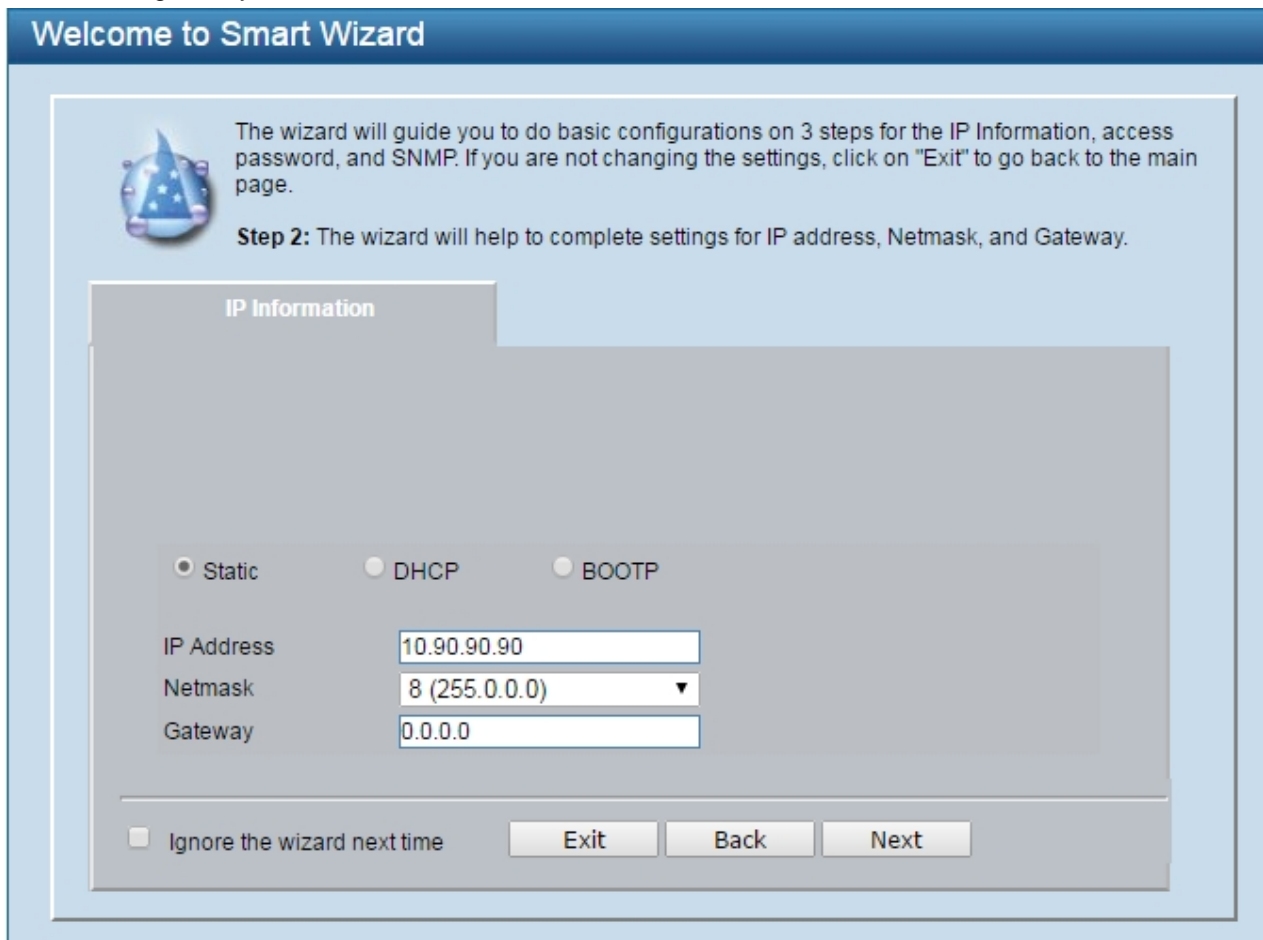 Welcome to Smart Wizard
The wizard will guide you to do basic configurations on 3 steps for the IP Information, access
password, and SNMP. If you are not changing the settings, click on "Exit" to go back to the main
page.
Step 2: The wizard will help to complete settings for IP address, Netmask, and Gateway.
IP Information
Static DHCP BOOTP
IP Address 10.90.90.90
Netmask 8 (255.0.0.0)
Gateway 0.0.0.0
Ignore the wizard next time Exit Back Next